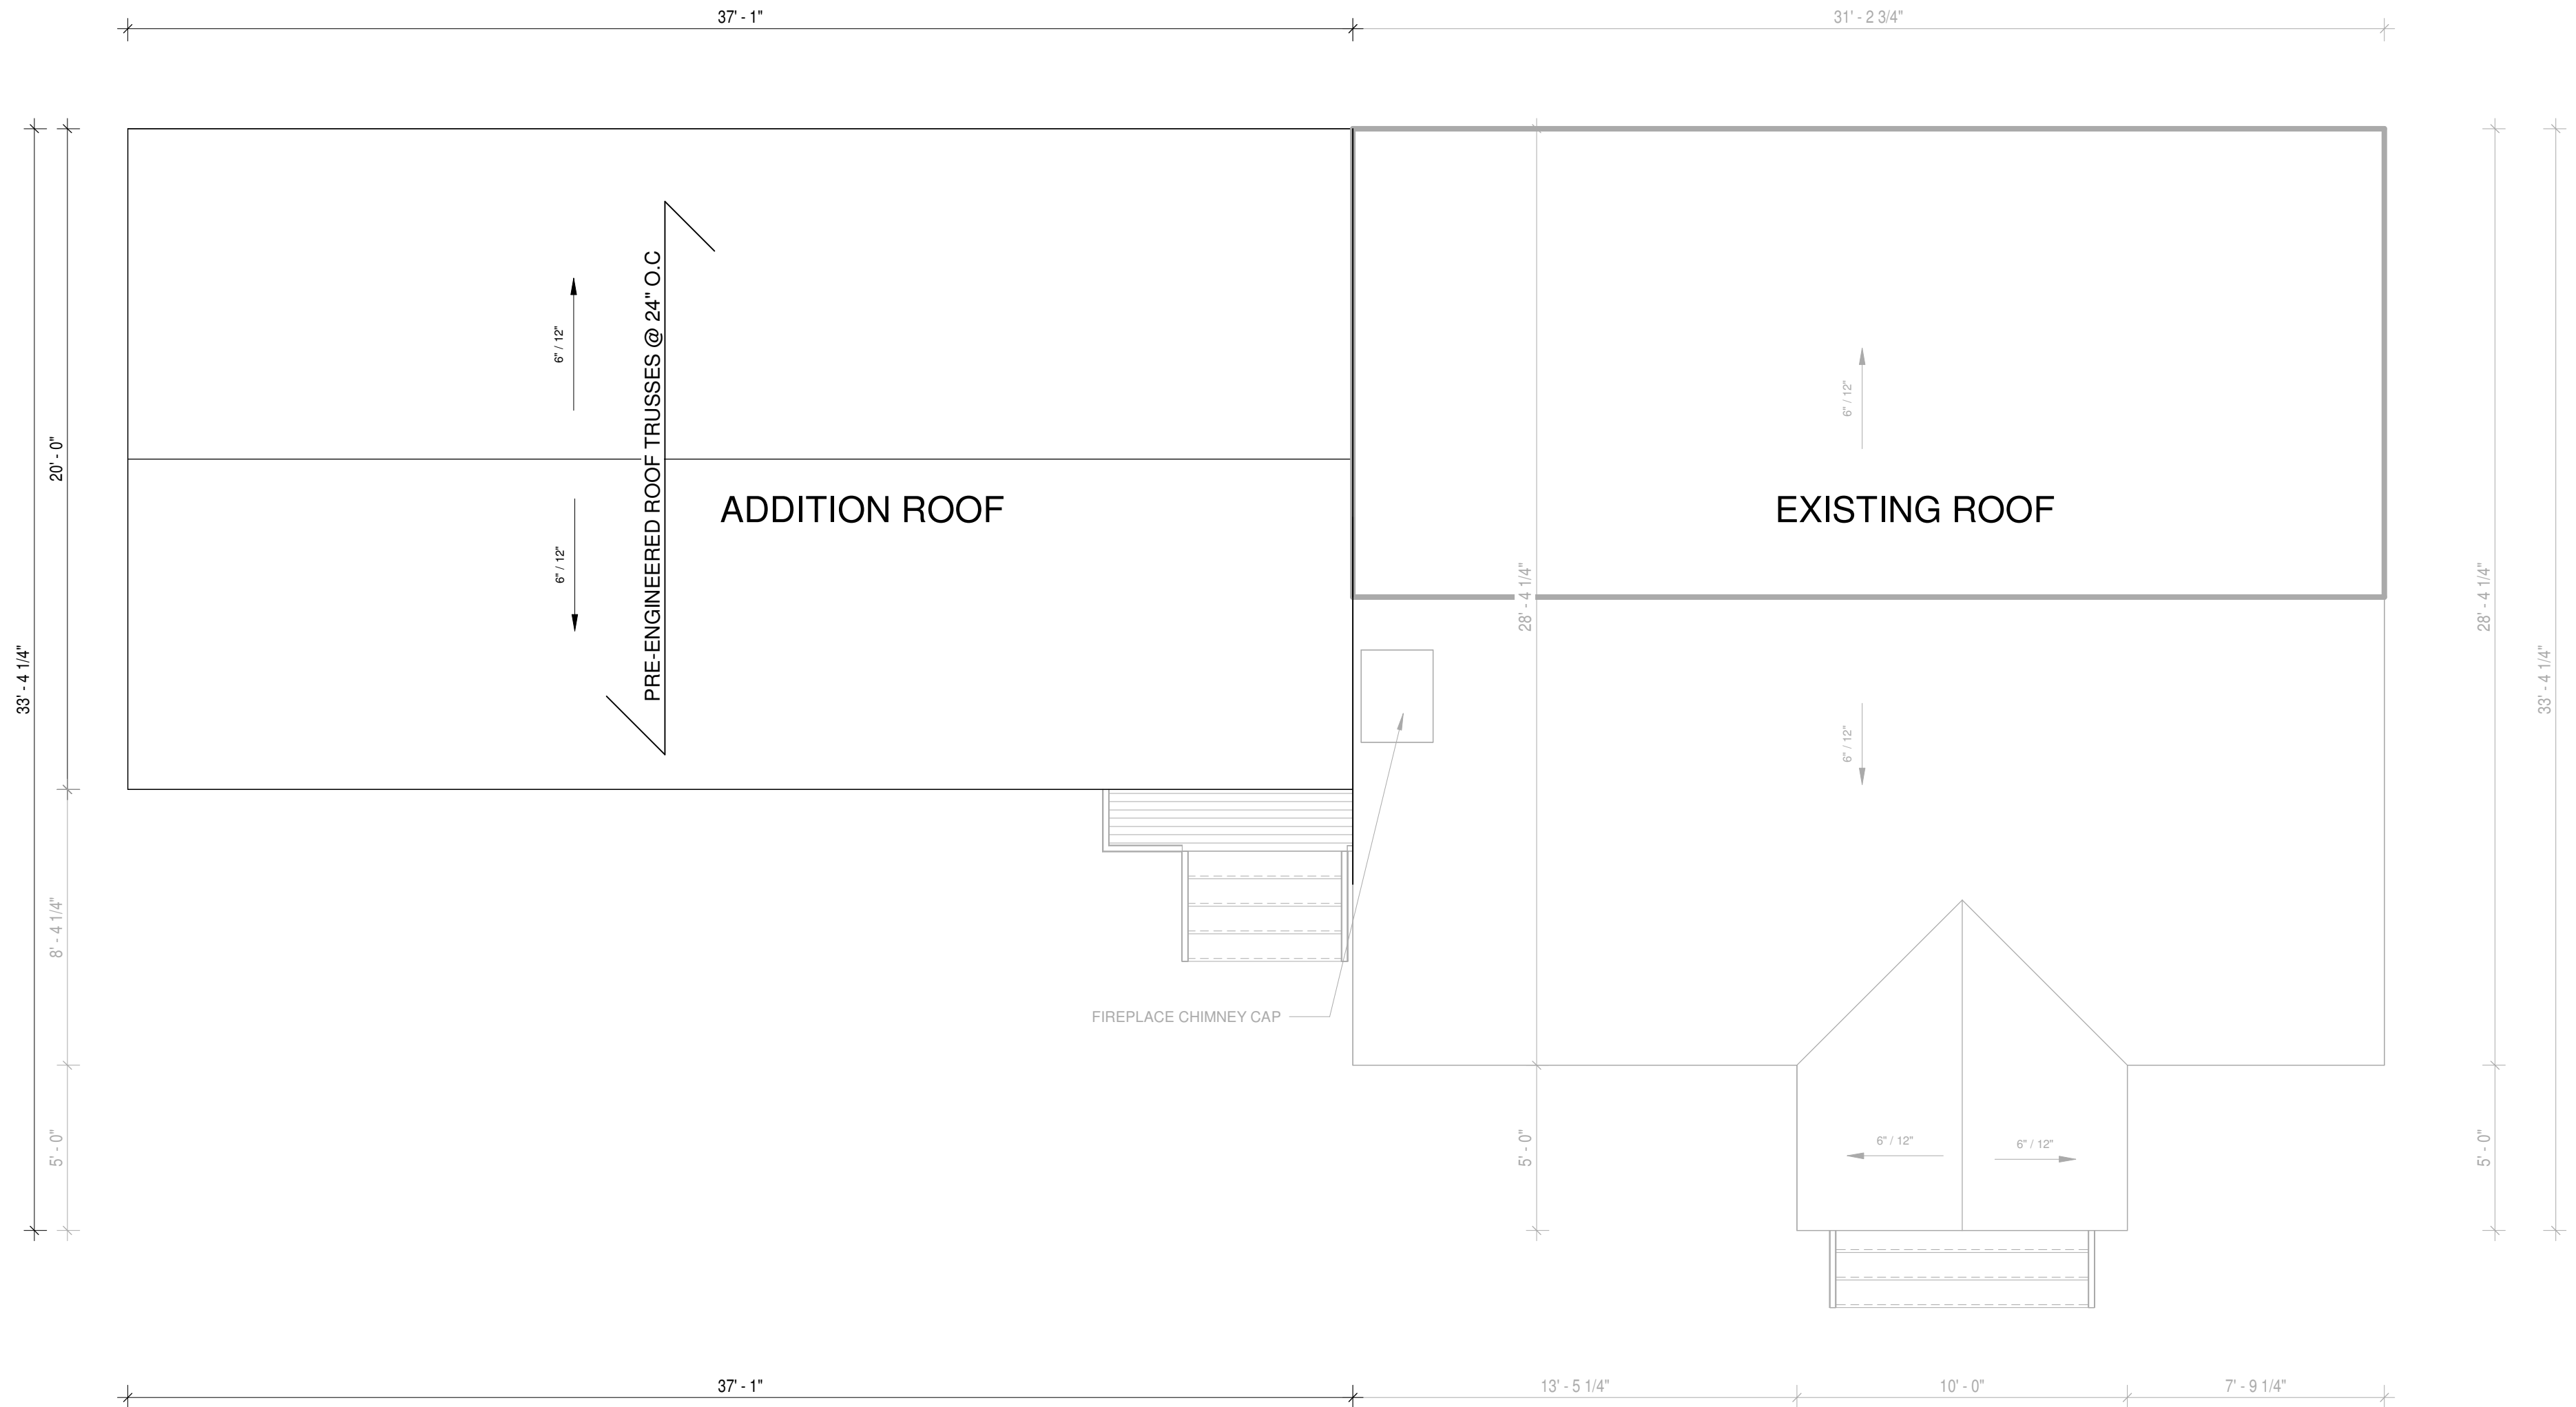 37' - 1"
31' - 2 3/4"
33' - 4 1/4"
20' - 0"
8' - 4 1/4"
5' - 0"
6" / 12"
6" / 12"
PRE-ENGINEERED ROOF TRUSSES @ 24" O.C
ADDITION ROOF
EXISTING ROOF
6" / 12"
6" / 12"
28' - 4 1/4"
5' - 0"
FIREPLACE CHIMNEY CAP
6" / 12"
6" / 12"
28' - 4 1/4"
5' - 0"
33' - 4 1/4"
37' - 1"
13' - 5 1/4"
10' - 0"
7' - 9 1/4"